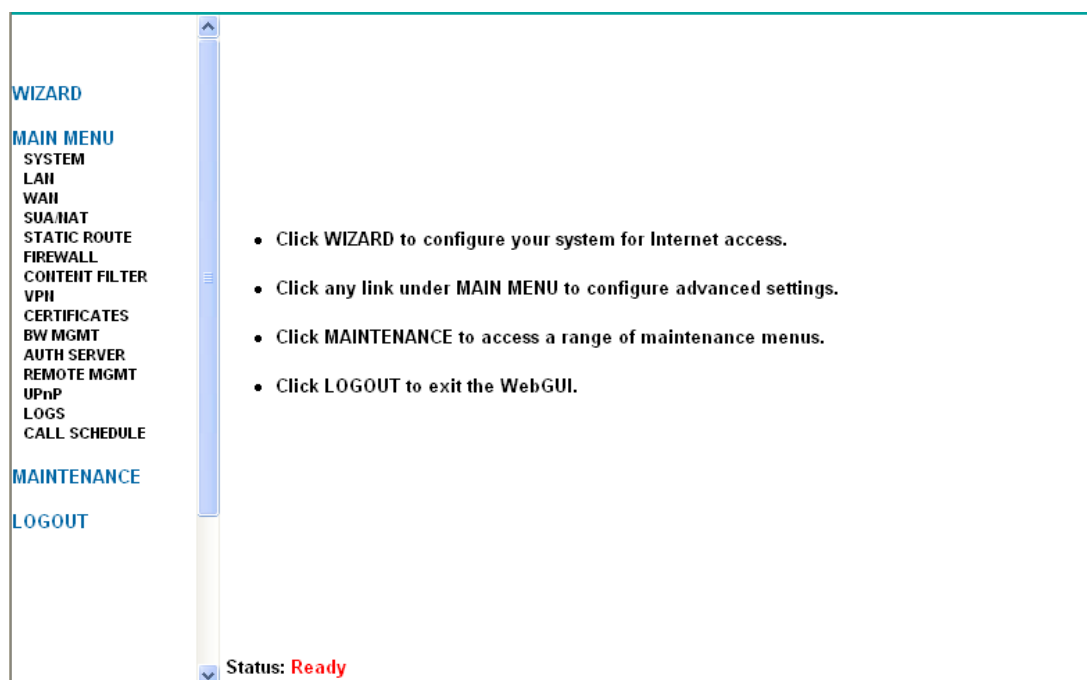 WIZARD
MAIN MENU
SYSTEM
LAN
WAN
SUA/NAT
STATIC ROUTE
FIREWALL
CONTENT FILTER
VPN
CERTIFICATES
BW MGMT
AUTH SERVER
REMOTE MGMT
UPnP
LOGS
CALL SCHEDULE
MAINTENANCE
LOGOUT
• Click WIZARD to configure your system for Internet access.
• Click any link under MAIN MENU to configure advanced settings.
• Click MAINTENANCE to access a range of maintenance menus.
• Click LOGOUT to exit the WebGUI.
Status: Ready